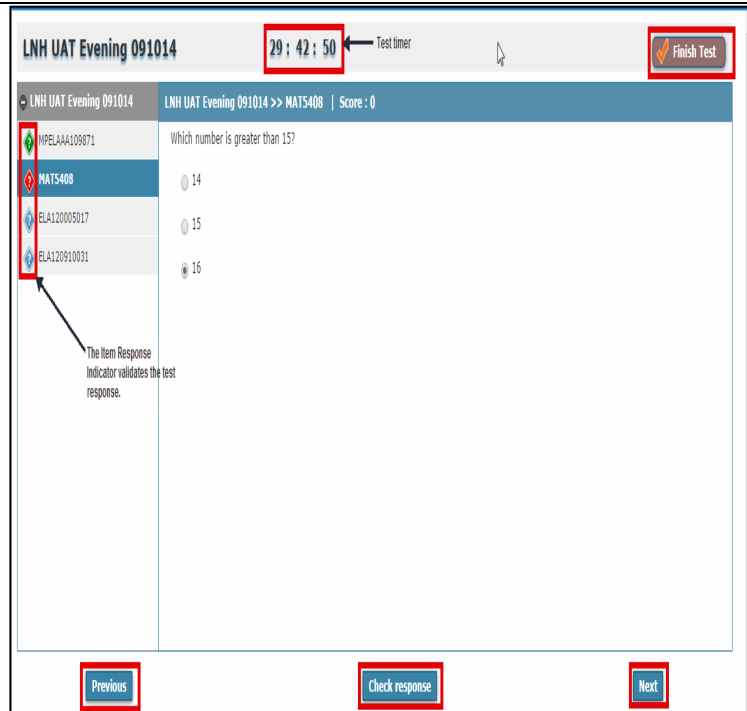 LNH UAT Evening 091014
29 : 42 : 50
Test timer
Finish Test
LNH UAT Evening 091014
LNH UAT Evening 091014 >> MAT5408 | Score : 0
MPELAAA109871
MAT5408
ELA120005017
ELA120910031
Which number is greater than 15?
14
15
16
The Item Response
Indicator validates the test
response.
Previous
Check response
Next